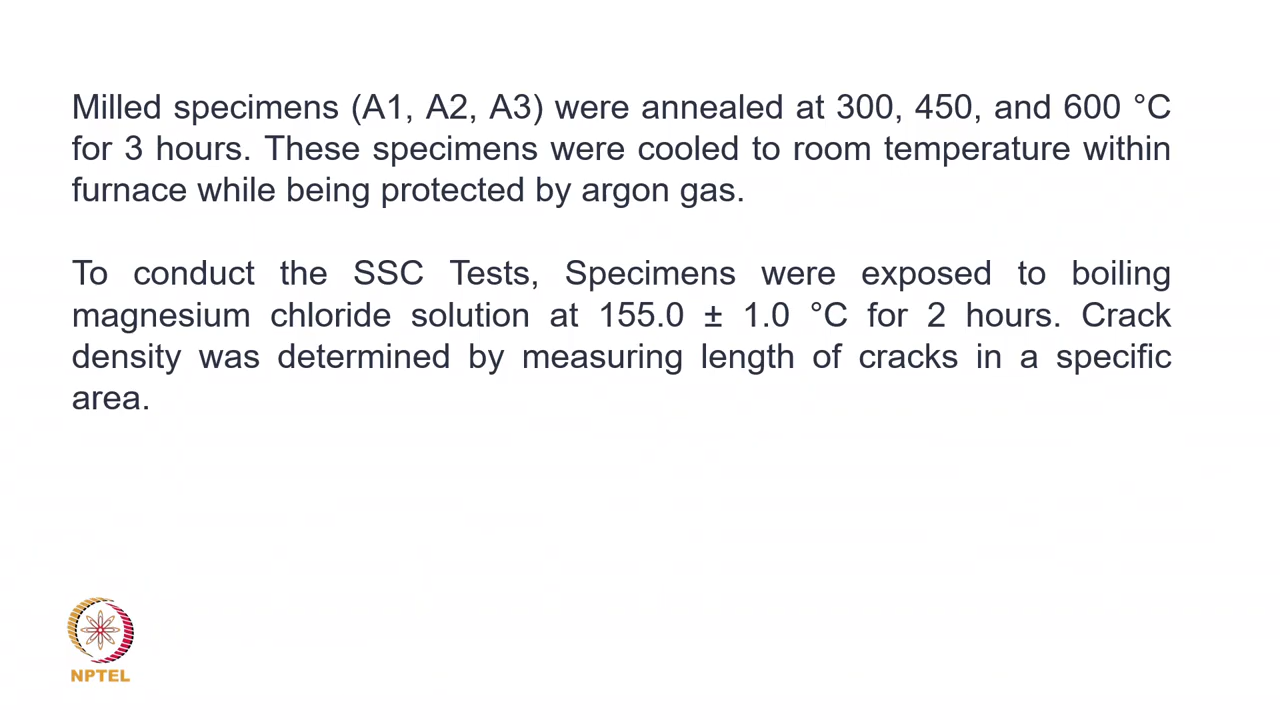 Milled specimens (A1, A2, A3) were annealed at 300, 450, and 600 °C
for 3 hours. These specimens were cooled to room temperature within
furnace while being protected by argon gas.
To conduct the SSC Tests, Specimens were exposed to boiling
magnesium chloride solution at 155.0 ± 1.0 °C for 2 hours. Crack
density was determined by measuring length of cracks in a specific
area.
NPTEL